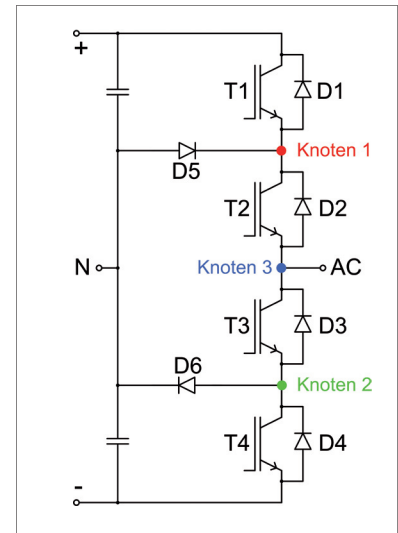 +
T1
D1
Knoten 1
D5
T2
D2
N
Knoten 3
AC
T3
D3
D6
Knoten 2
T4
D4
-